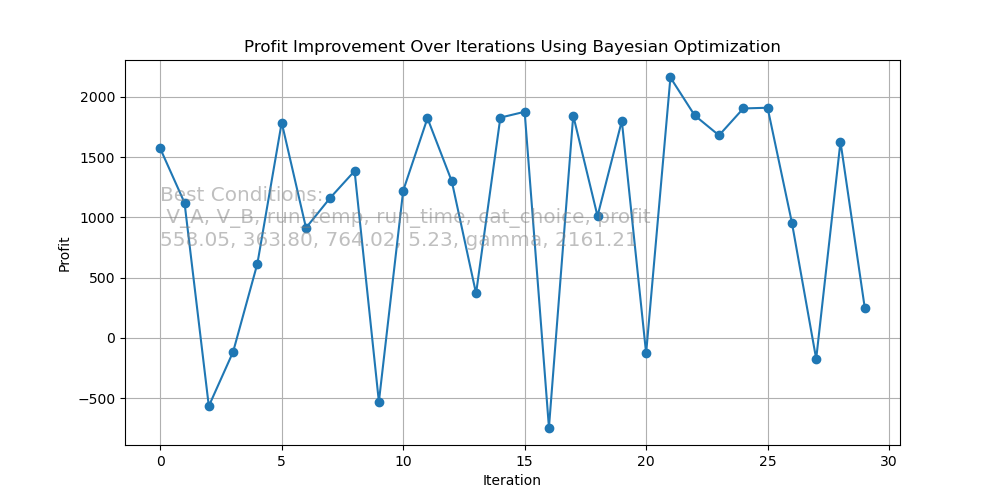 Profit Improvement Over Iterations Using Bayesian Optimization
2000
1500
1000
500
0
−500
Profit
Best Conditions:
V_A, V_B, run_temp, run_time, cat_choice, profit
558.05, 363.80, 764.02, 5.23, gamma, 2161.21
0 5 10 15 20 25 30
Iteration